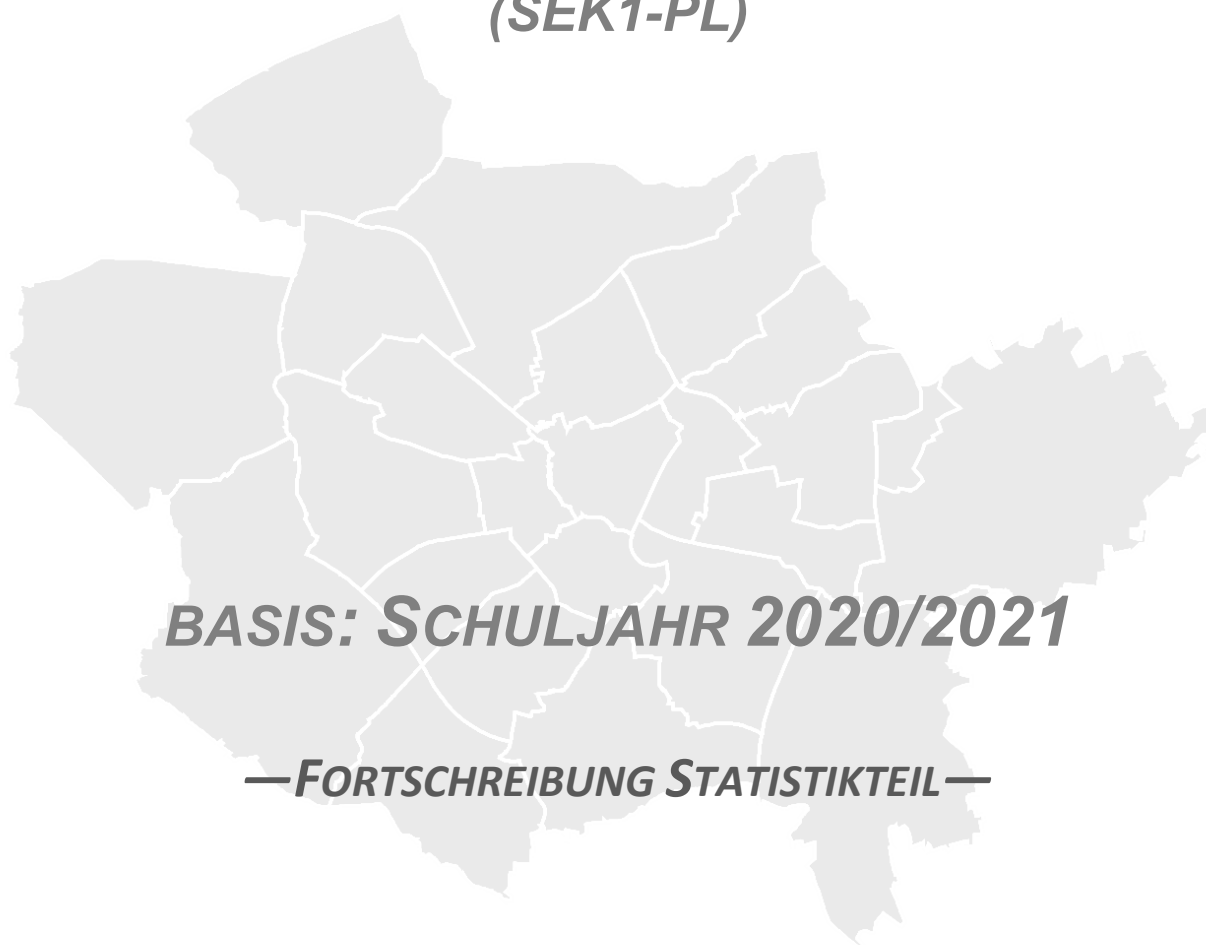 (SEK1-PL)
BASIS: SCHULJAHR 2020/2021
—FORTSCHREIBUNG STATISTIKTEIL—